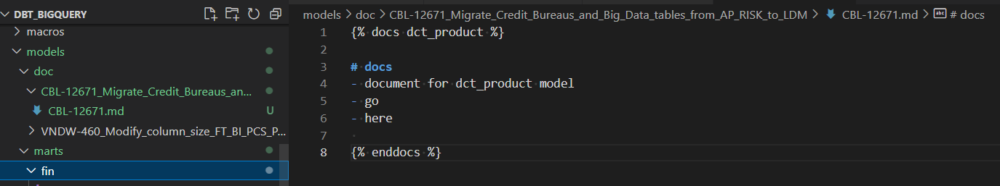 DBT_BIGQUERY
macros
models
doc
CBL-12671_Migrate_Credit_Bureaus_an...
CBL-12671.md U
VNDW-460_Modify_column_size_FT_BI_PCS_P...
marts
fin
models > doc > CBL-12671_Migrate_Credit_Bureaus_and_Big_Data_tables_from_AP_RISK_to_LDM > CBL-12671.md > abc # docs
1 {% docs dct_product %}
2
3 # docs
4 - document for dct_product model
5 - go
6 - here
7
8 {% enddocs %}